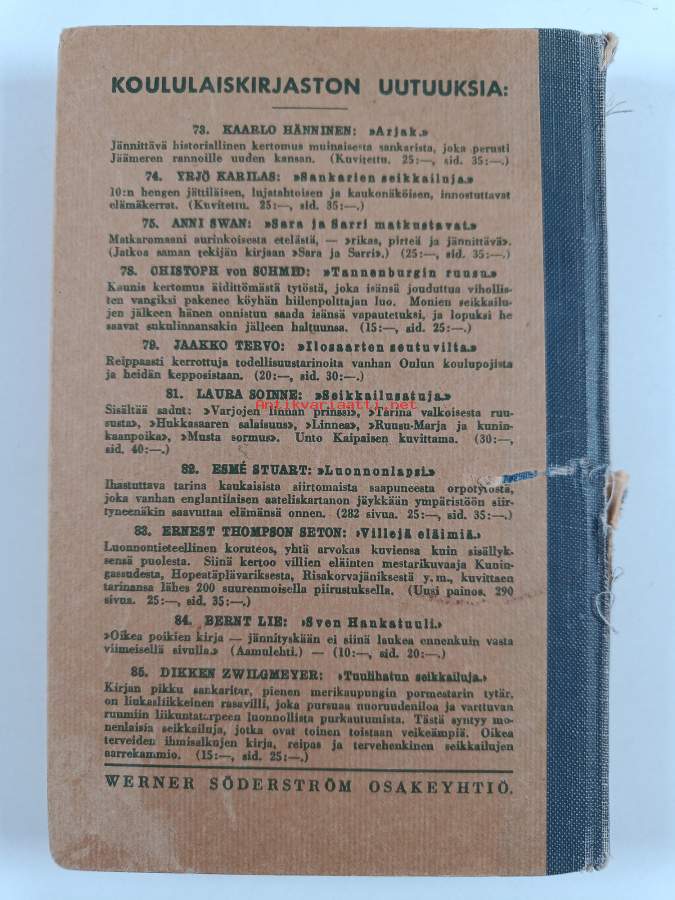 KOULULAISKIRJASTON UUTUUKSIA:
73. KAARLO HÄNNINEN: »Arjak.»
Jännittävä historiallinen kertomus muinaisesta sankarista, joka perusti
Jäämeren rannoille uuden kansan. (Kuvitettu. 25:—, sid. 35:—.)
74. YRJÖ KARILAS: »Sankarien seikkailuja.»
10:n hengen jättiläisen, lujatahtoisen ja kaukonäköisen, innostuttavat
elämäkerrat. (Kuvitettu. 25:—, sid. 35:—.)
75. ANNI SWAN: »Sara ja Sarri matkustavat.»
Matkaromaani aurinkoisesta etelästä, — »rikas, pirteä ja jännittävä».
(Jatkoa saman tekijän kirjaan »Sara ja Sarri».) (25:—, sid. 35:—.)
78. CHISTOPH von SCHMID: »Tannenburgin ruusu.»
Kaunis kertomus äidittömästä tytöstä, joka isänsä jouduttua vihollis-
ten vangiksi pakenee köyhän hiilenpolttajan luo. Monien seikkailu-
jen jälkeen hänen onnistun saada isänsä vapautetuksi, ja lopuksi he
saavat sukulinnansakin jälleen haltuunsa. (15:—, sid. 25:—.)
79. JAAKKO TERVO: »Ilosaarten seutuvilta.»
Reippaasti kerrottuja todellisuustarinoita vanhan Oulun koulupojista
ja heidän kepposistaan. (20:—, sid. 30:—.)
81. LAURA SOINNE: »Seikkailusatuja.»
Antikvariaatti.net
Sisältää sadut: »Varjojen linnan prinssi», »Tarina valkoisesta ruu-
susta», »Hukkasaaren salaisuus», »Linnea», »Ruusu-Marja ja kunin-
kaanpoika», »Musta sormus». Unto Kaipaisen kuvittama. (30:—,
sid. 40:—.)
82. ESMÉ STUART: »Luonnonlapsi.»
Ihastuttava tarina kaukaisista siirtomaista saapuneesta orpotytöstä,
joka vanhan englantilaisen aateliskartanon jäykkään ympäristöön siir-
tyneenäkin saavuttaa elämänsä onnen. (282 sivua. 25:—, sid. 35:—.)
83. ERNEST THOMPSON SETON: »Villejä eläimiä.»
Luonnontieteellinen koruteos, yhtä arvokas kuviensa kuin sisällyk-
sensä puolesta. Siinä kertoo villien eläinten mestarikuvaaja Kunin-
gassudesta, Hopeatäplävariksesta, Risakorvajäniksestä y. m., kuvittaen
tarinansa lähes 200 suurenmoisella piirustuksella. (Uusi painos. 290
sivua. 25:—, sid. 35:—.)
84. BERNT LIE: »Sven Hankatuuli.»
»Oikea poikien kirja — jännityskään ei siinä laukea ennenkuin vasta
viimeisellä sivulla.» (Aamulehti.) — (10:—, sid. 20:—.)
85. DIKKEN ZWILGMEYER: »Tuulihatun seikkailuja.»
Kirjan pikku sankaritar, pienen merikaupungin pormestarin tytär,
on liukasliikkeinen rasavilli, joka pursuaa nuoruudeniloa ja varttuvan
ruumiin liikuntatarpeen luonnollista purkautumista. Tästä syntyy mo-
nenlaisia seikkailuja, jotka ovat toinen toistaan veikeämpiä. Oikea
terveiden ihmisalkujen kirja, reipas ja tervehenkinen seikkailujen
aarrekammio. (15:—, sid. 25:—.)
WERNER SÖDERSTRÖM OSAKEYHTIÖ.